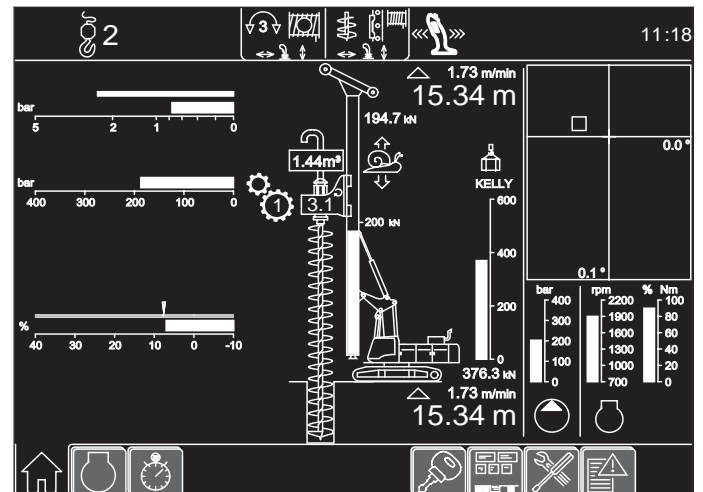 2
3
11:18
1.73 m/min
15.34 m
194.7 kN
bar
5 2 1 0
0.0 °
1.44m³
KELLY
bar
400 300 200 100 0
1
3.1
600
200 kN
400
0.1 °
bar
rpm
% Nm
400
300
200
100
0
2200
1900
1600
1300
1000
700
100
80
60
40
20
0
200
0
%
40 30 20 10 0 -10
376.3 kN
1.73 m/min
15.34 m